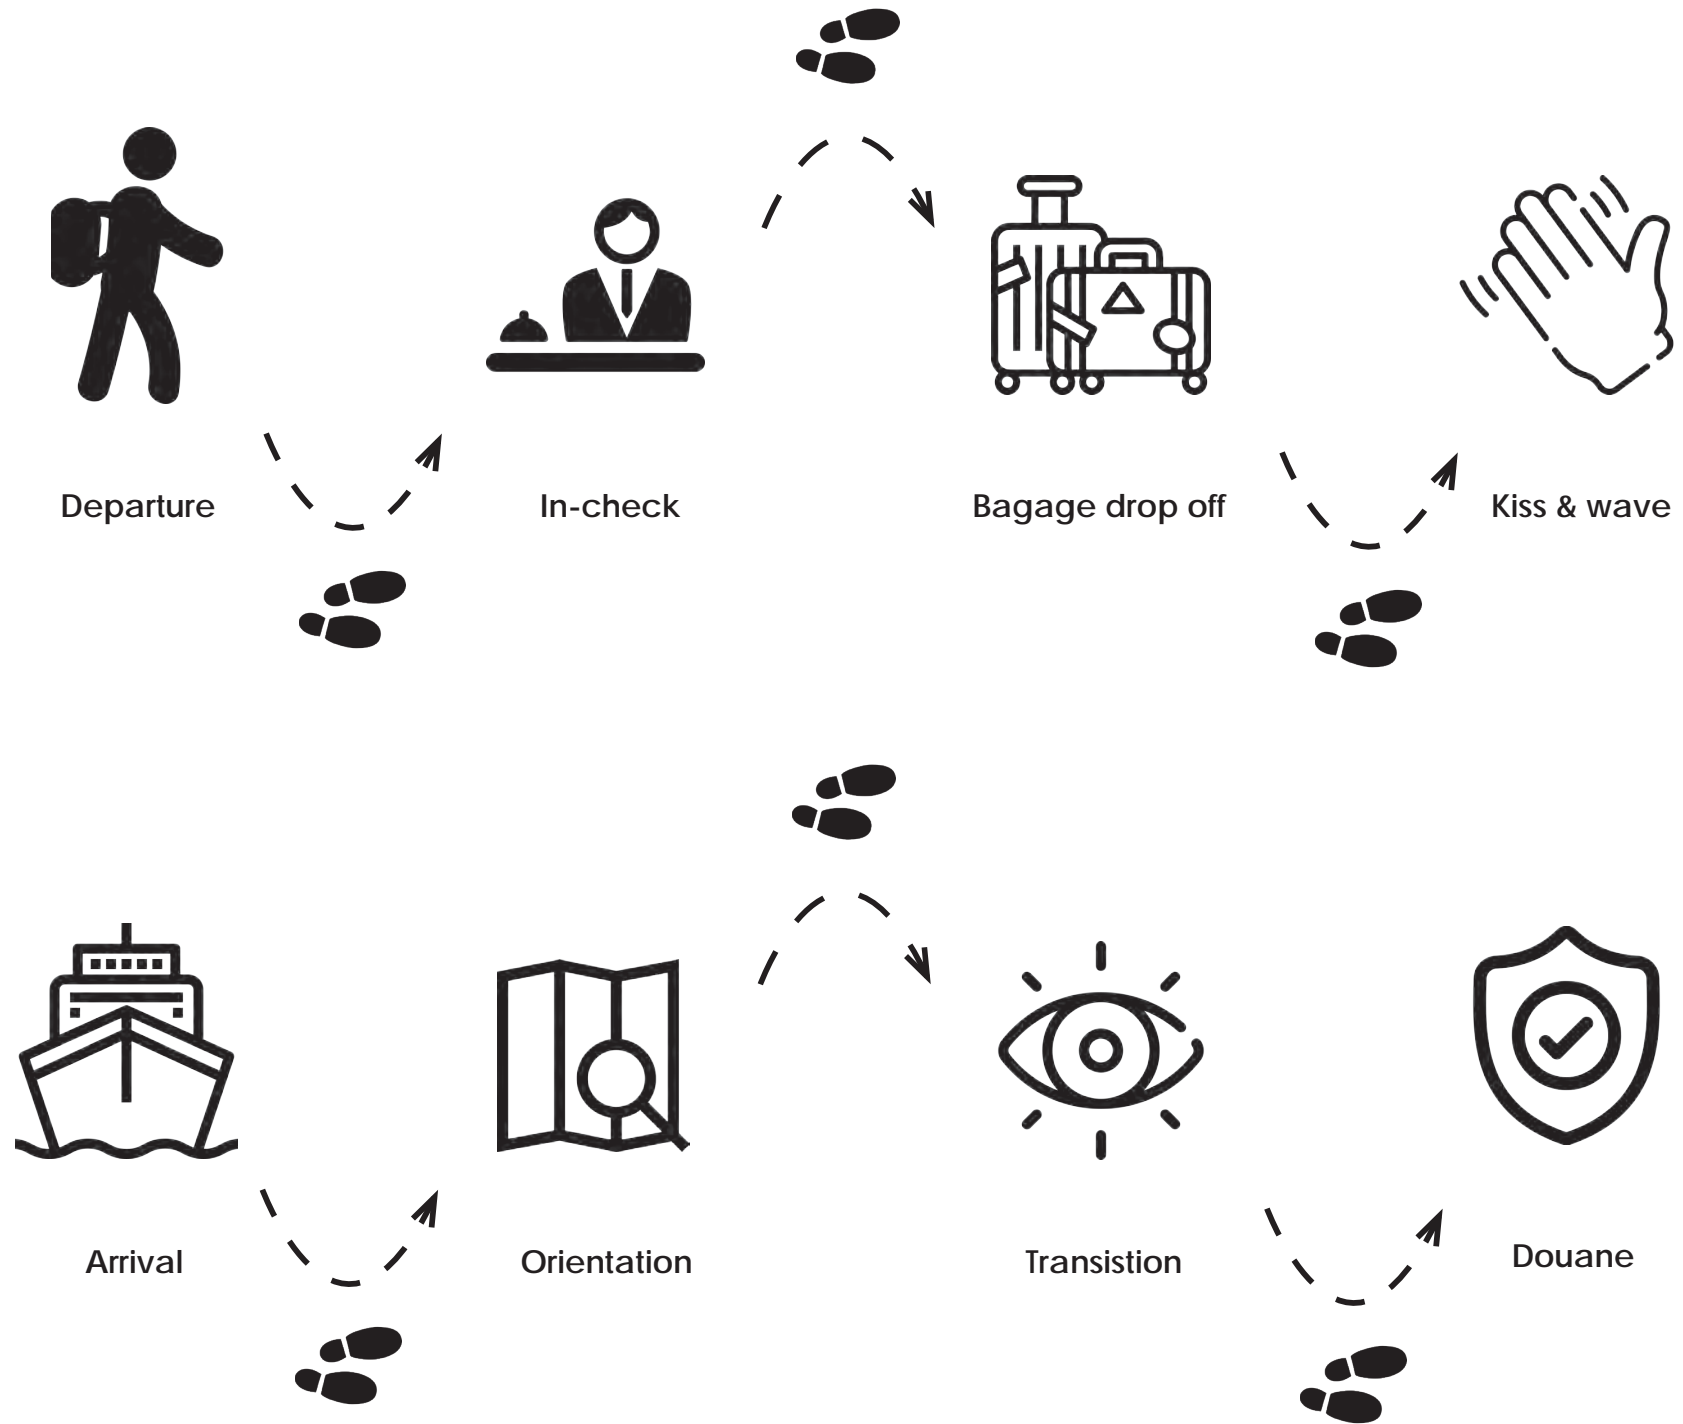 Departure
In-check
Bagage drop off
Kiss & wave
Arrival
Orientation
Transistion
Douane